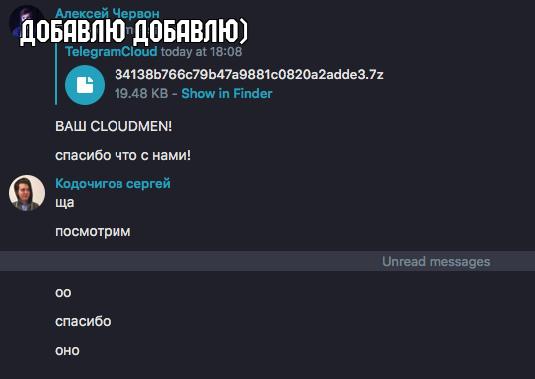 Алексей Червон
ДОБАВЛЮ ДОБАВЛЮ)
TelegramCloud today at 18:08
34138b766c79b47a9881c0820a2adde3.7z
19.48 KB - Show in Finder
ВАШ CLOUDMEN!
спасибо что с нами!
Кодочигов сергей
ща
посмотрим
Unread messages
оо
спасибо
оно